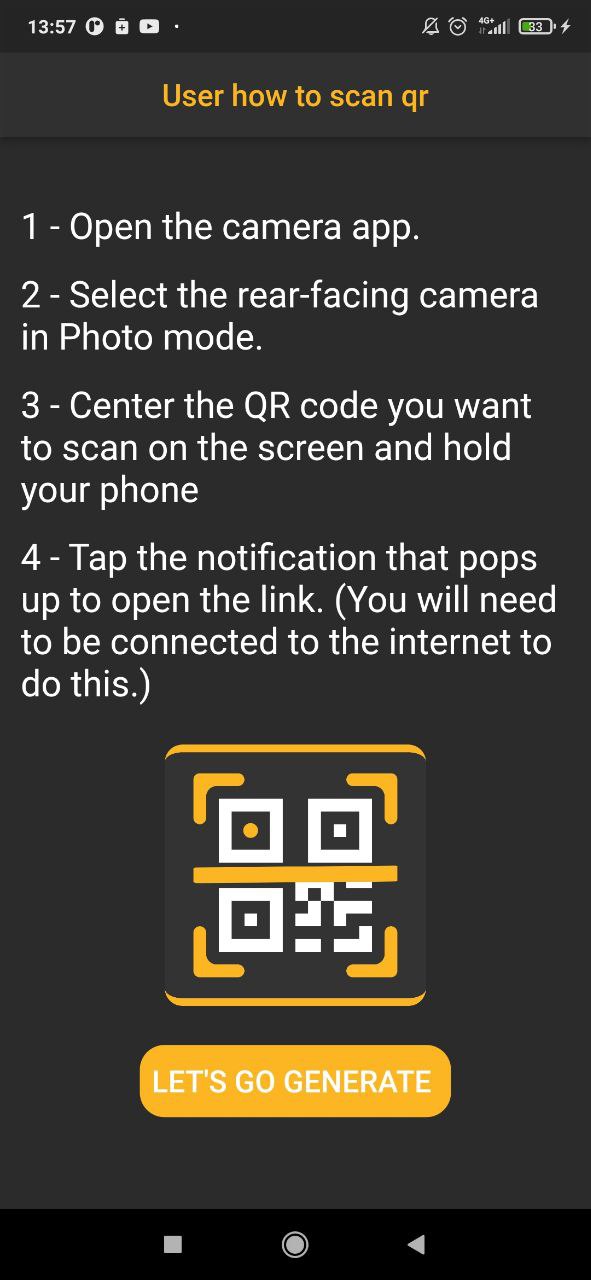 13:57
4G+
33
User how to scan qr
1 - Open the camera app.
2 - Select the rear-facing camera
in Photo mode.
3 - Center the QR code you want
to scan on the screen and hold
your phone
4 - Tap the notification that pops
up to open the link. (You will need
to be connected to the internet to
do this.)
LET'S GO GENERATE